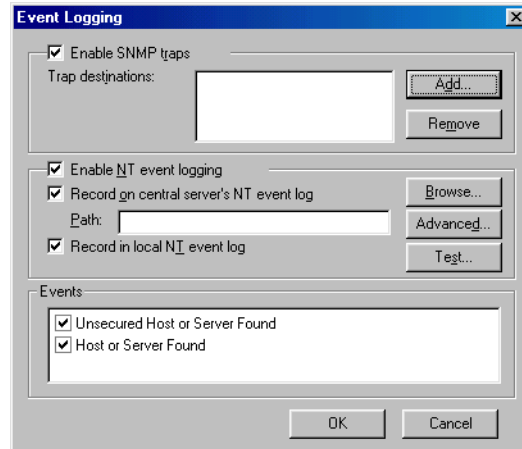 Event Logging
Enable SNMP traps
Trap destinations:
Add...
Remove
Enable NT event logging
Record on central server's NT event log
Browse...
Path:
Advanced...
Record in local NT event log
Test...
Events
Unsecured Host or Server Found
Host or Server Found
OK
Cancel